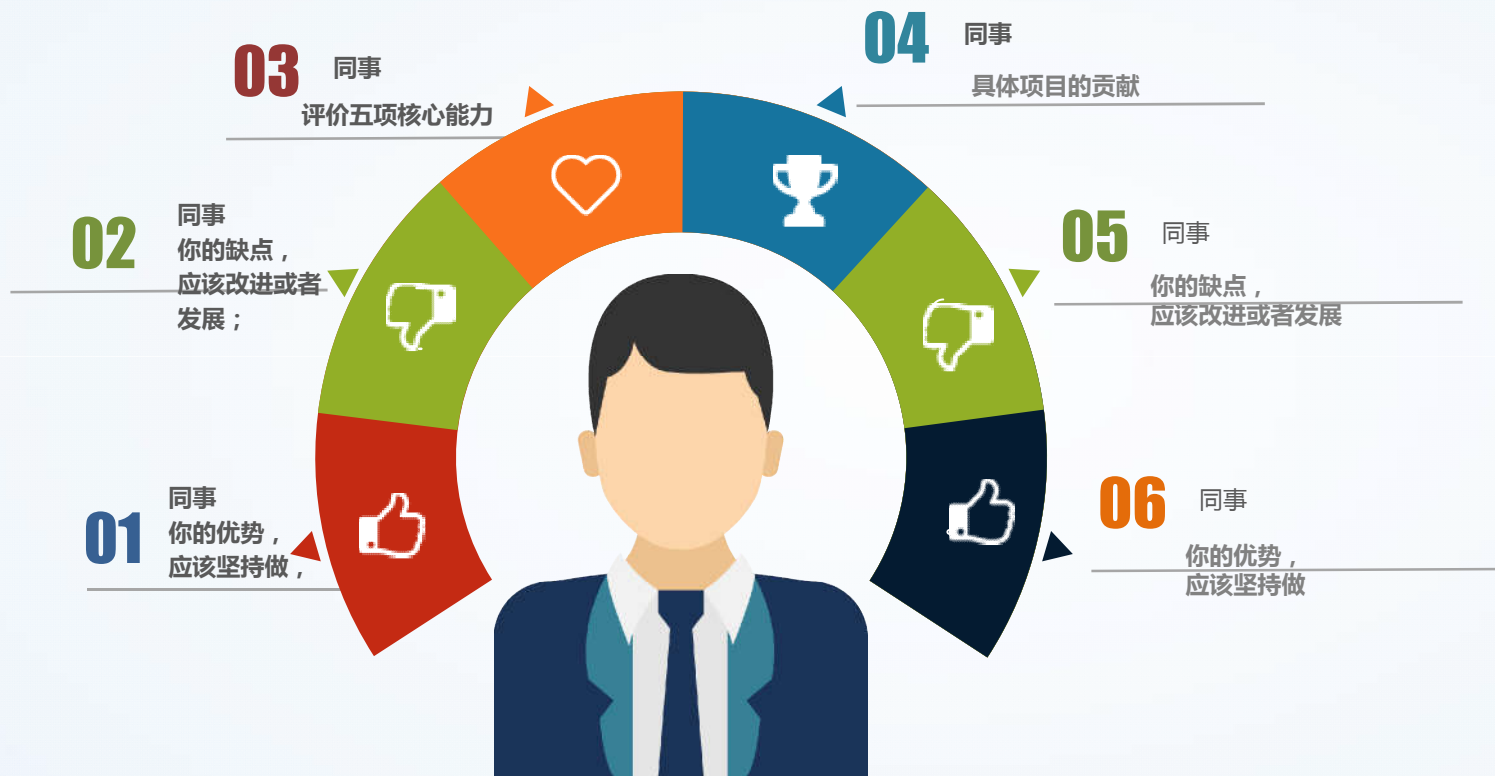 03
同事
评价五项核心能力
04
同事
具体项目的贡献
02
同事
你的缺点，
应该改进或者
发展；
05
同事
你的缺点，
应该改进或者发展
01
同事
你的优势，
应该坚持做，
06
同事
你的优势，
应该坚持做